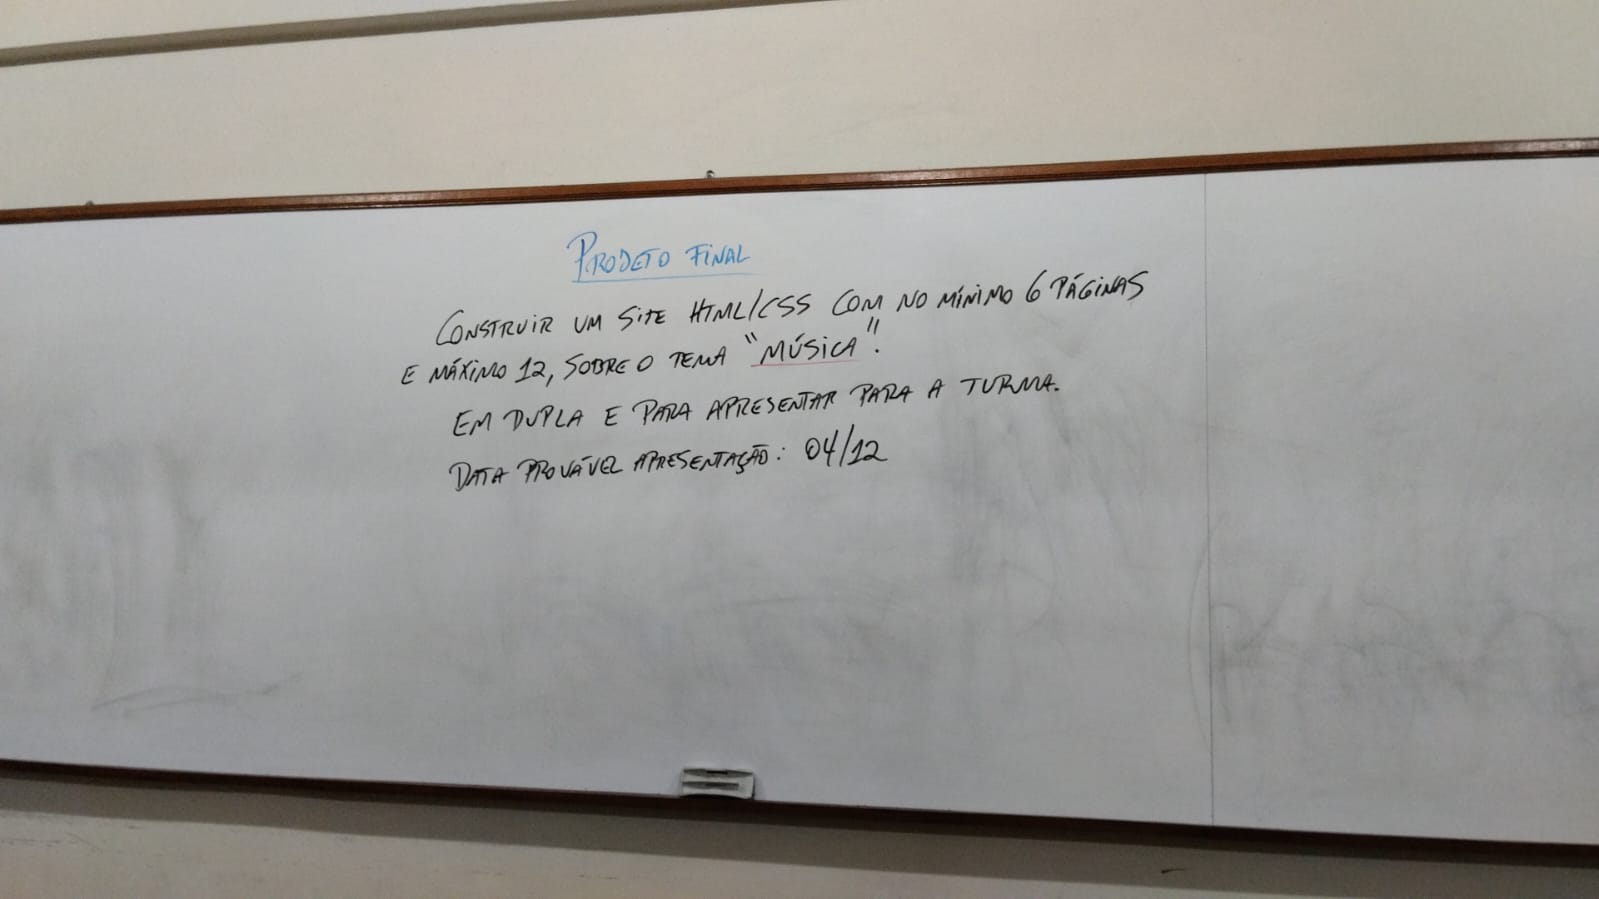 PROJETO FINAL
CONSTRUIR UM SITE HTML/CSS COM NO MÍNIMO 6 PÁGINAS
E MÁXIMO 12, SOBRE O TEMA "MÚSICA".
EM DUPLA E PARA APRESENTAR PARA A TURMA.
DATA PROVÁVEL APRESENTAÇÃO: 04/12